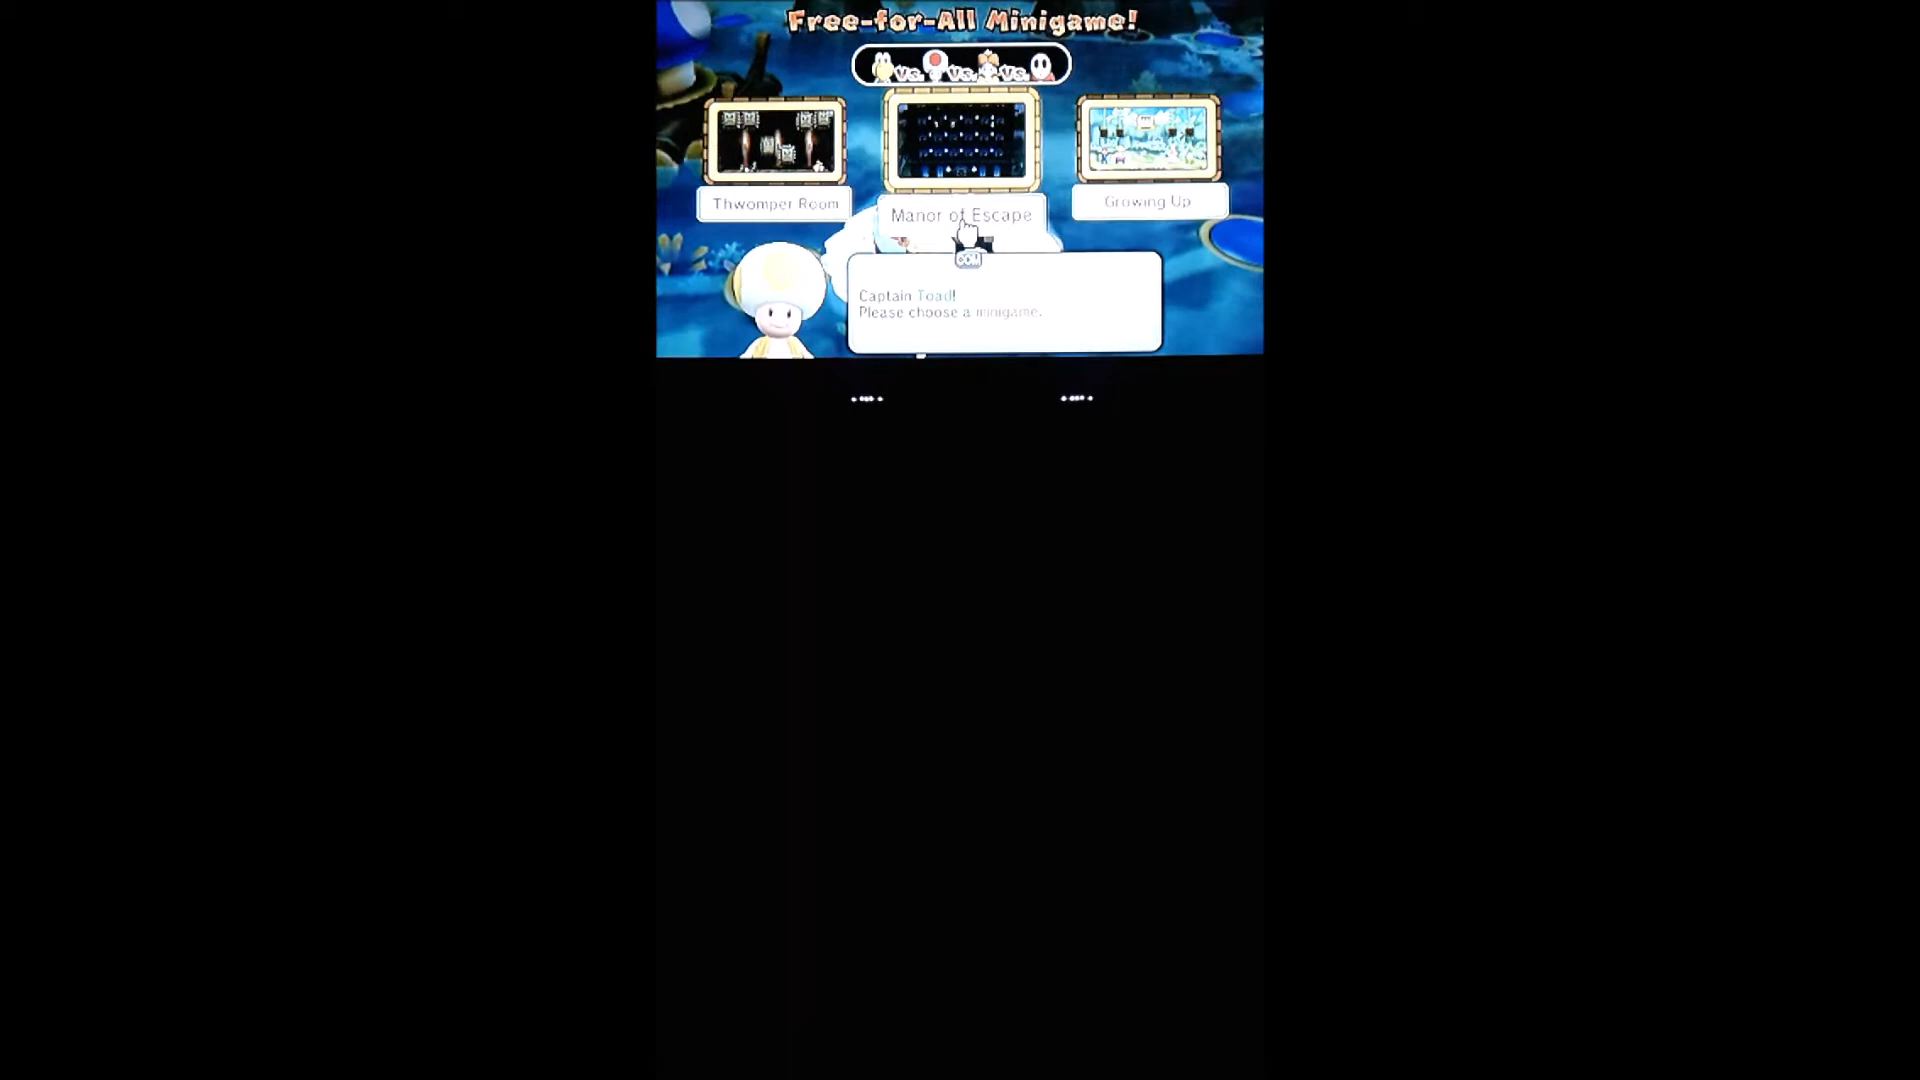 Free-for-All Minigame!
Vs. Vs. Vs.
Thwomper Room
Manor of Escape
Growing Up
COM
Captain Toad!
Please choose a minigame.